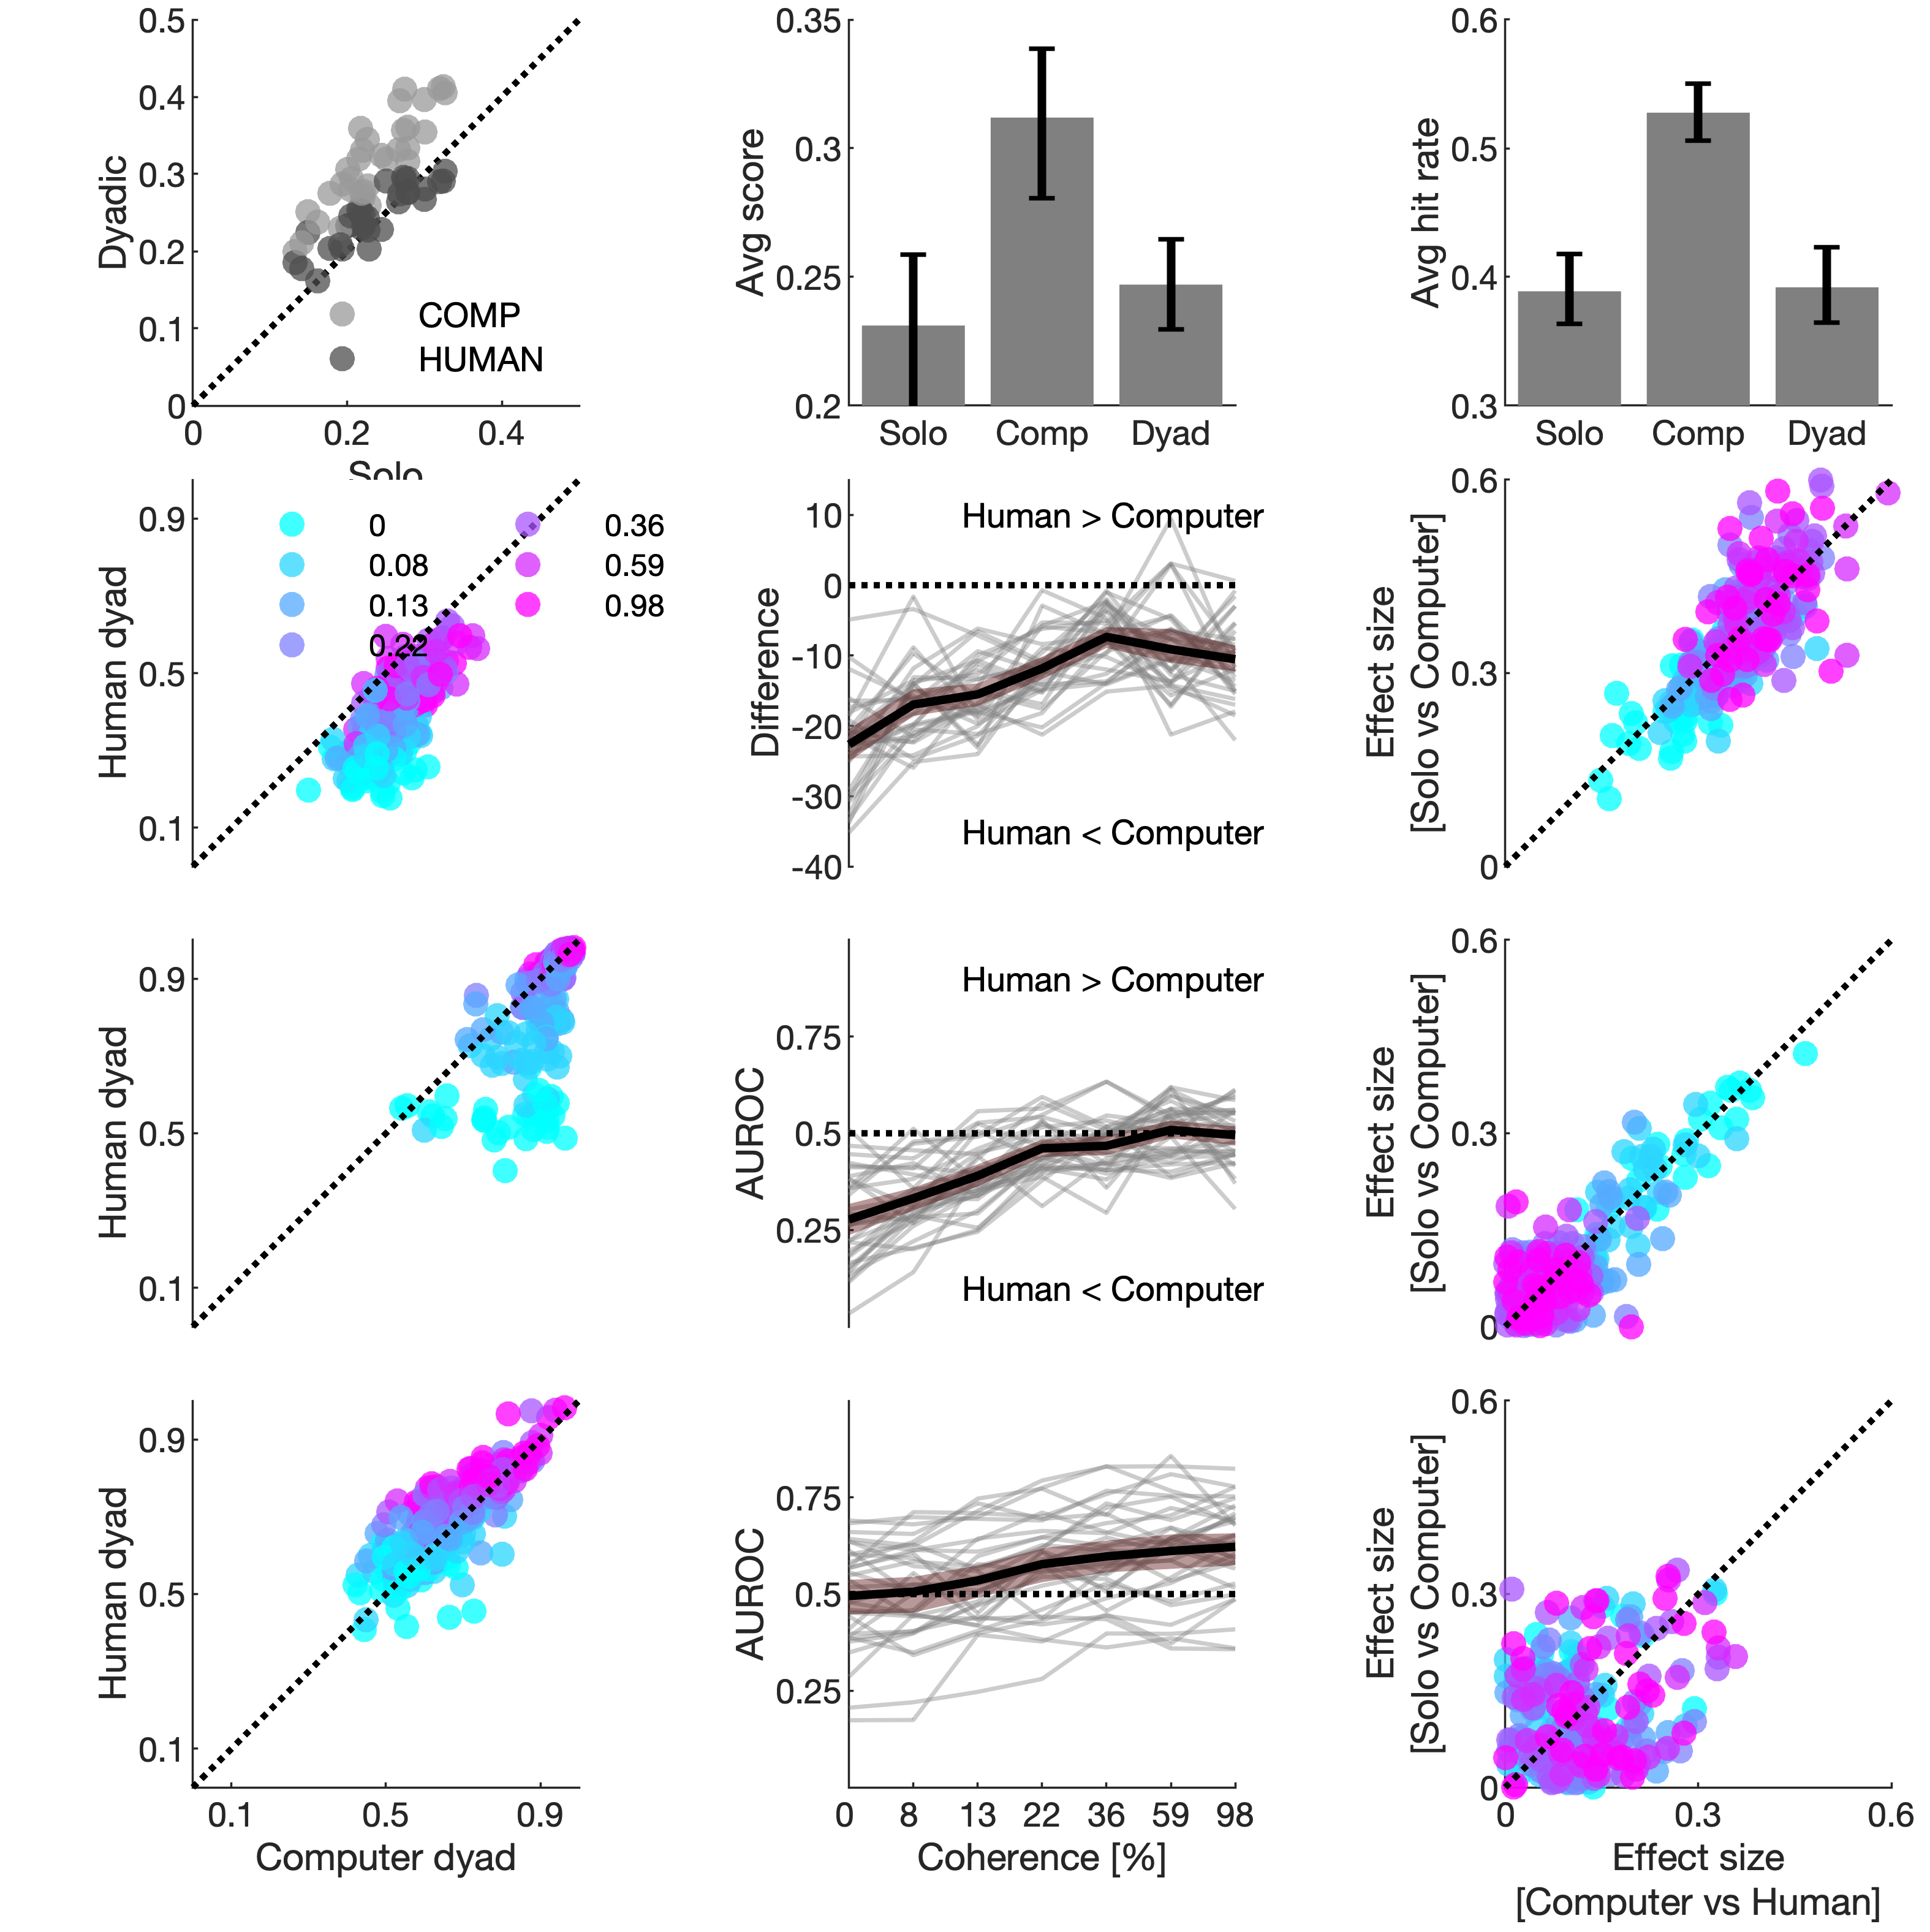 0.5
0.4
0.3
0.2
0.1
0
Dyadic
COMP
HUMAN
0
0.2
0.4
Solo
0.35
0.3
0.25
0.2
Avg score
Solo
Comp
Dyad
0.6
0.5
0.4
0.3
Avg hit rate
Solo
Comp
Dyad
0.9
0.5
0.1
Human dyad
0
0.08
0.13
0.22
0.36
0.59
0.98
10
0
-10
-20
-30
-40
Difference
Human > Computer
Human < Computer
0.6
0.3
0
Effect size
[Solo vs Computer]
0.9
0.5
0.1
Human dyad
0.75
0.5
0.25
AUROC
Human > Computer
Human < Computer
0.6
0.3
0
Effect size
[Solo vs Computer]
0.9
0.5
0.1
Human dyad
0.1
0.5
0.9
Computer dyad
0.75
0.5
0.25
AUROC
0
8
13
22
36
59
98
Coherence [%]
0.6
0.3
0
Effect size
[Solo vs Computer]
0
0.3
0.6
Effect size
[Computer vs Human]